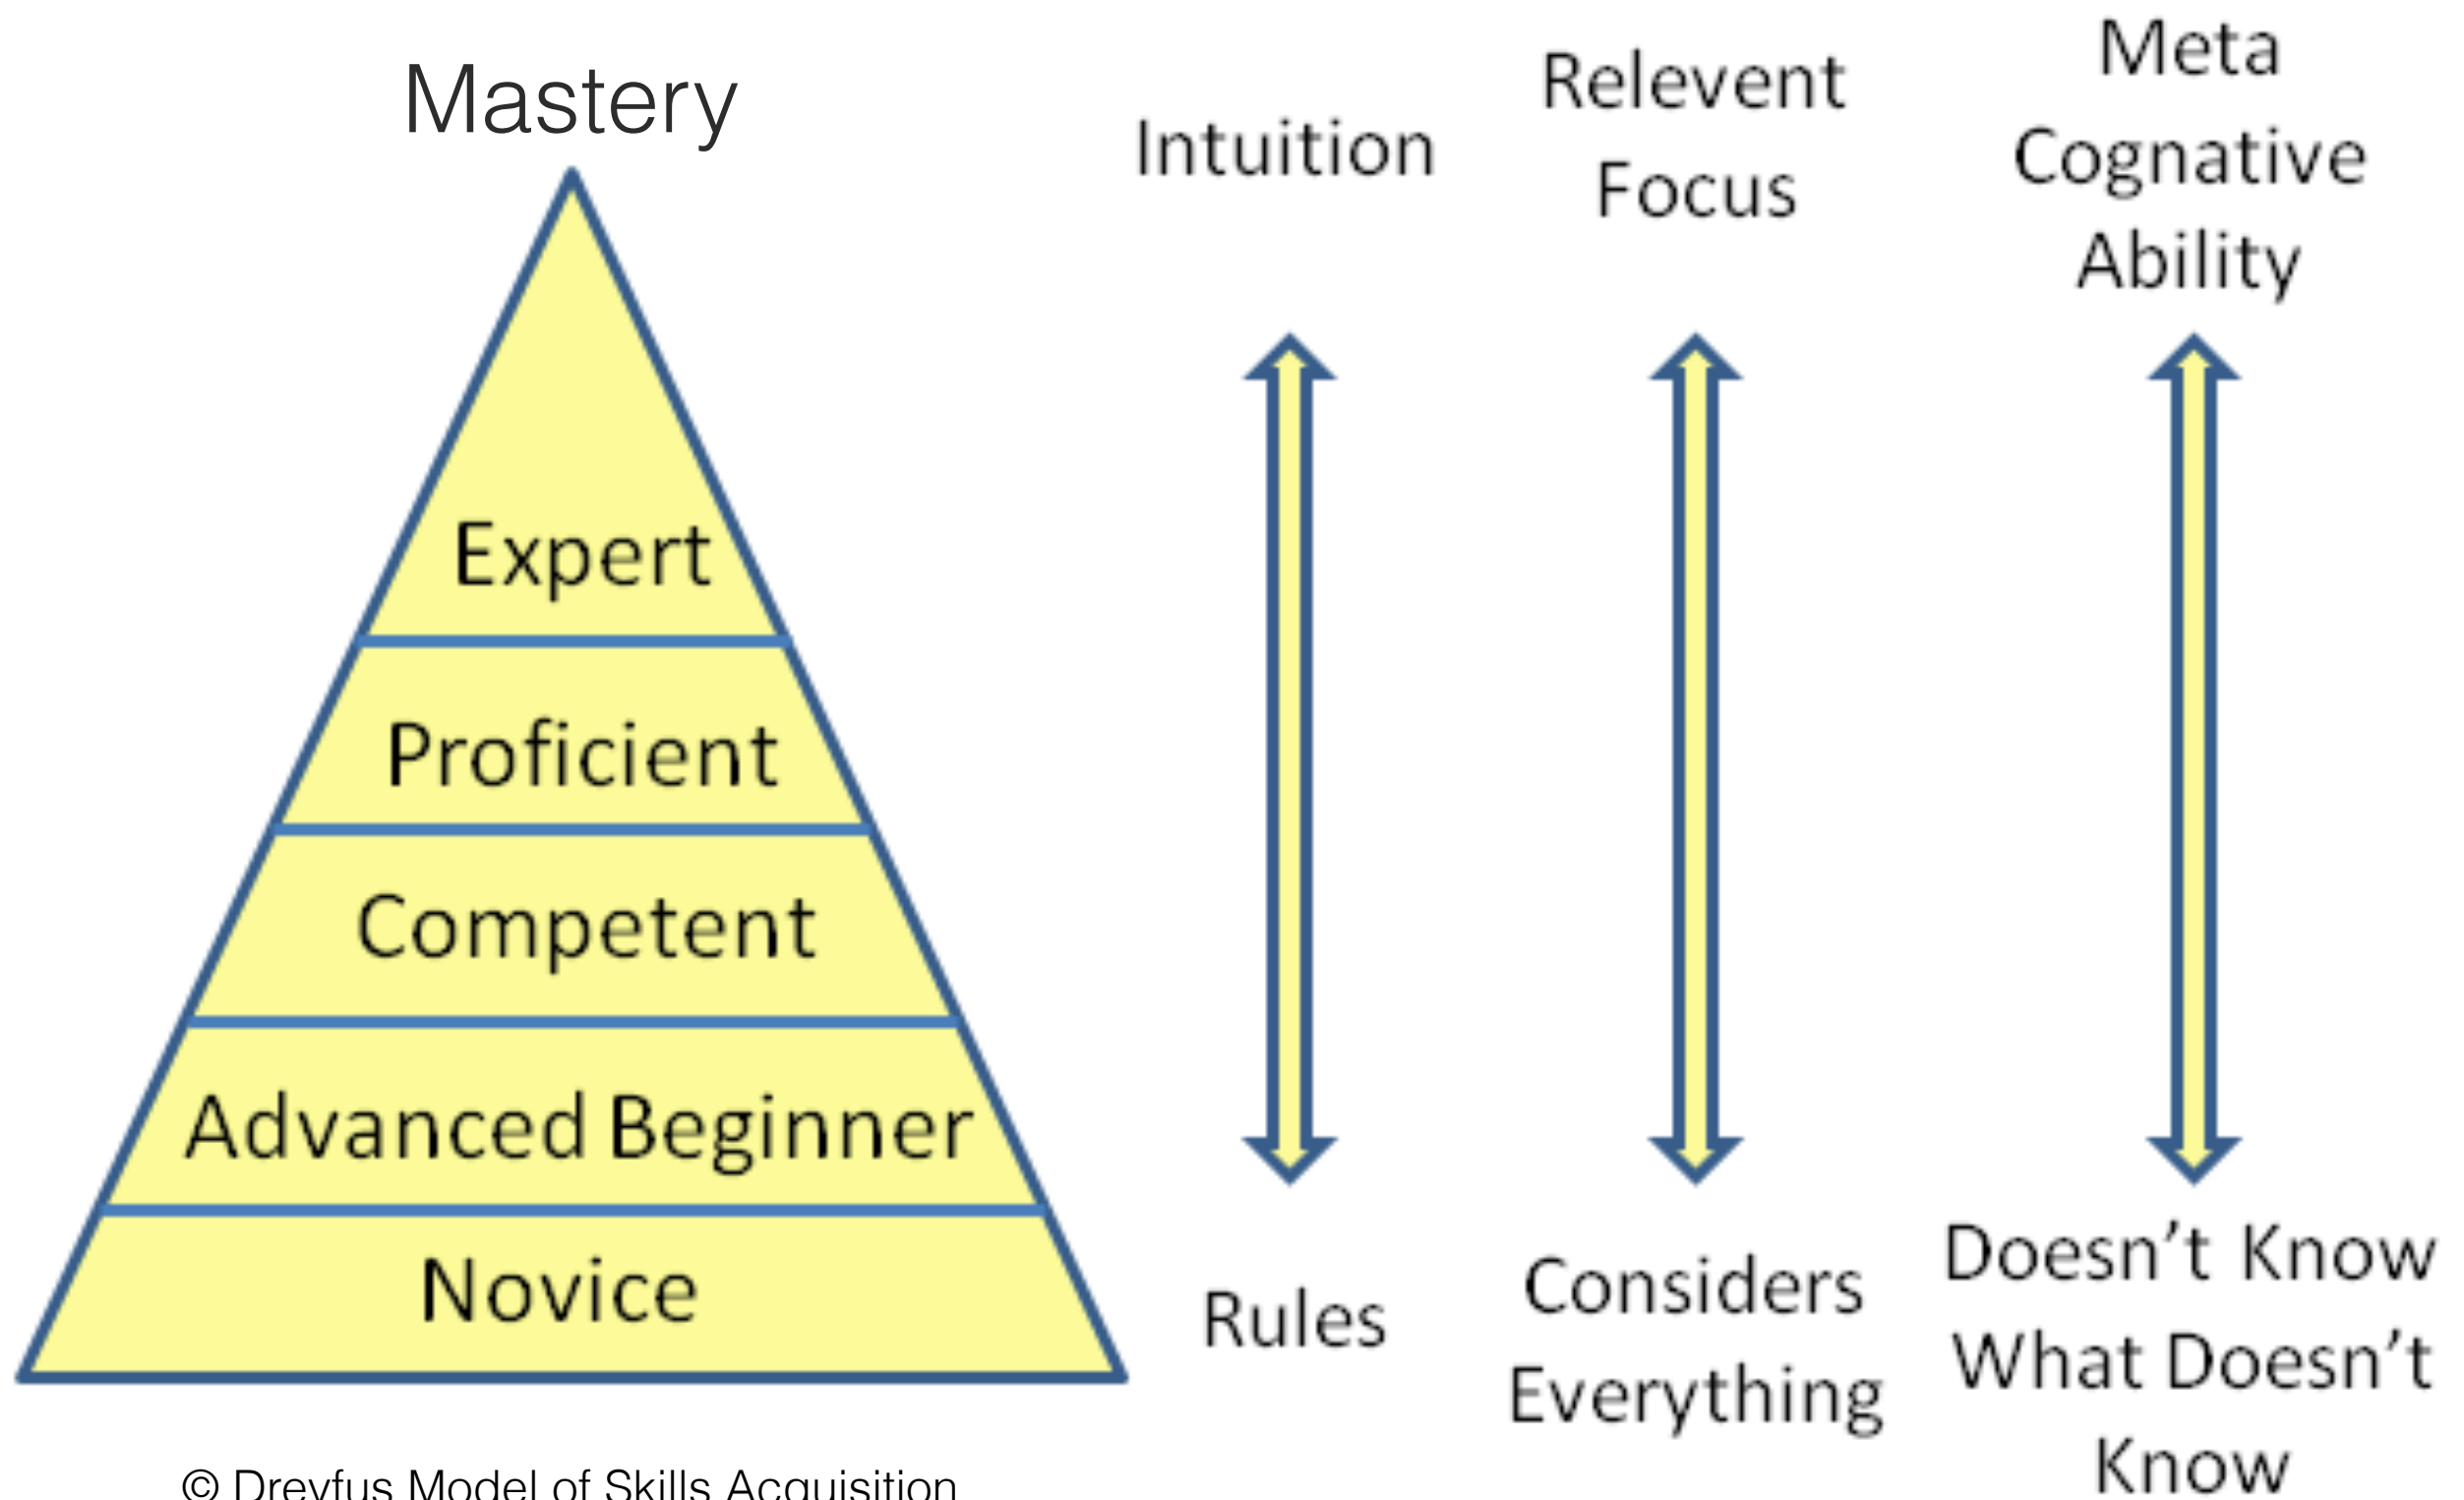 Mastery
Expert
Proficient
Competent
Advanced Beginner
Novice
Intuition
Rules
Relevent
Focus
Considers
Everything
Meta
Cognative
Ability
Doesn’t Know
What Doesn’t
Know
© Dreyfus Model of Skills Acquisition